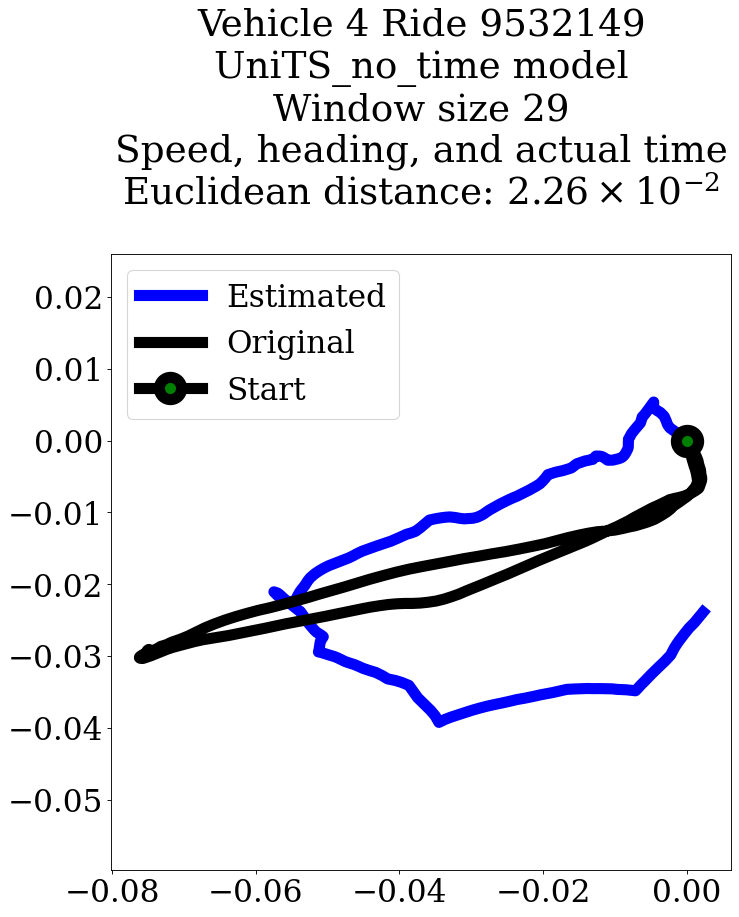 Vehicle 4 Ride 9532149
UniTS_no_time model
Window size 29
Speed, heading, and actual time
Euclidean distance: 2.26 × 10⁻²
Estimated
Original
Start
0.02
0.01
0.00
−0.01
−0.02
−0.03
−0.04
−0.05
−0.08
−0.06
−0.04
−0.02
0.00